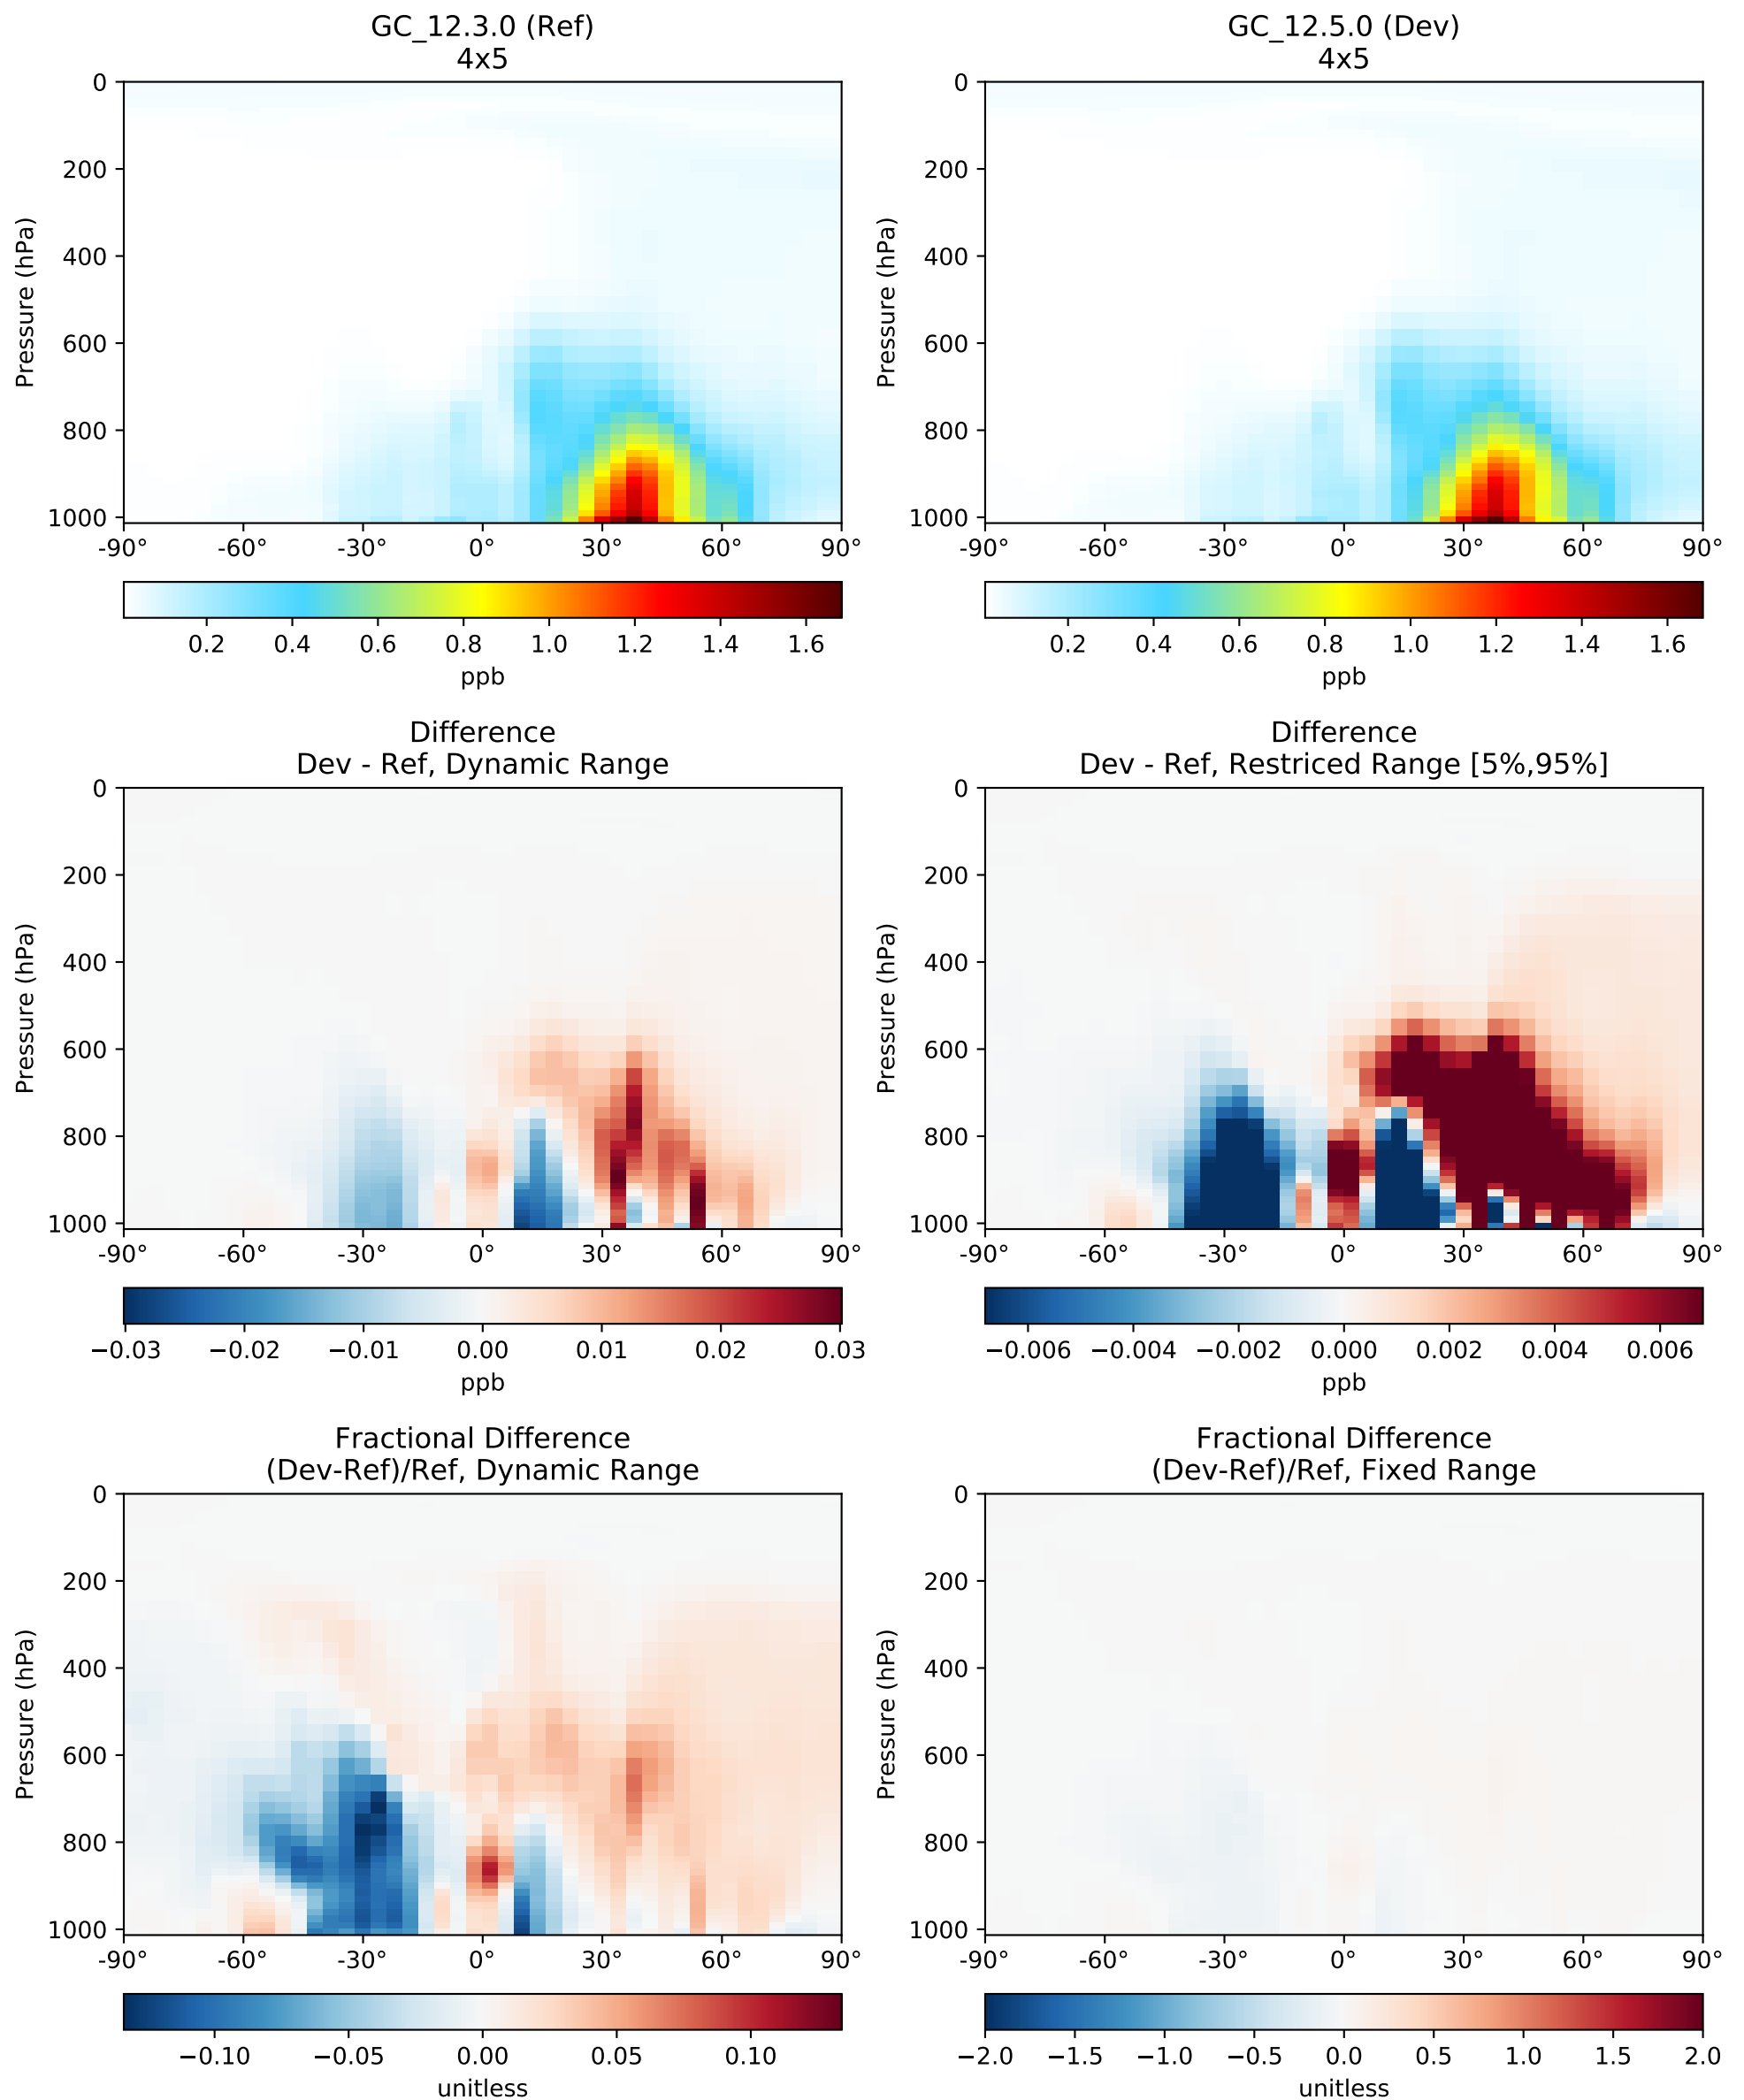 GC_12.3.0 (Ref)
4x5
Pressure (hPa)
0
200
400
600
800
1000
-90° -60° -30° 0° 30° 60° 90°
0.2 0.4 0.6 0.8 1.0 1.2 1.4 1.6
ppb
GC_12.5.0 (Dev)
4x5
Pressure (hPa)
0
200
400
600
800
1000
-90° -60° -30° 0° 30° 60° 90°
0.2 0.4 0.6 0.8 1.0 1.2 1.4 1.6
ppb
Difference
Dev - Ref, Dynamic Range
Pressure (hPa)
0
200
400
600
800
1000
-90° -60° -30° 0° 30° 60° 90°
−0.03 −0.02 −0.01 0.00 0.01 0.02 0.03
ppb
Difference
Dev - Ref, Restriced Range [5%,95%]
Pressure (hPa)
0
200
400
600
800
1000
-90° -60° -30° 0° 30° 60° 90°
−0.006 −0.004 −0.002 0.000 0.002 0.004 0.006
ppb
Fractional Difference
(Dev-Ref)/Ref, Dynamic Range
Pressure (hPa)
0
200
400
600
800
1000
-90° -60° -30° 0° 30° 60° 90°
−0.10 −0.05 0.00 0.05 0.10
unitless
Fractional Difference
(Dev-Ref)/Ref, Fixed Range
Pressure (hPa)
0
200
400
600
800
1000
-90° -60° -30° 0° 30° 60° 90°
−2.0 −1.5 −1.0 −0.5 0.0 0.5 1.0 1.5 2.0
unitless